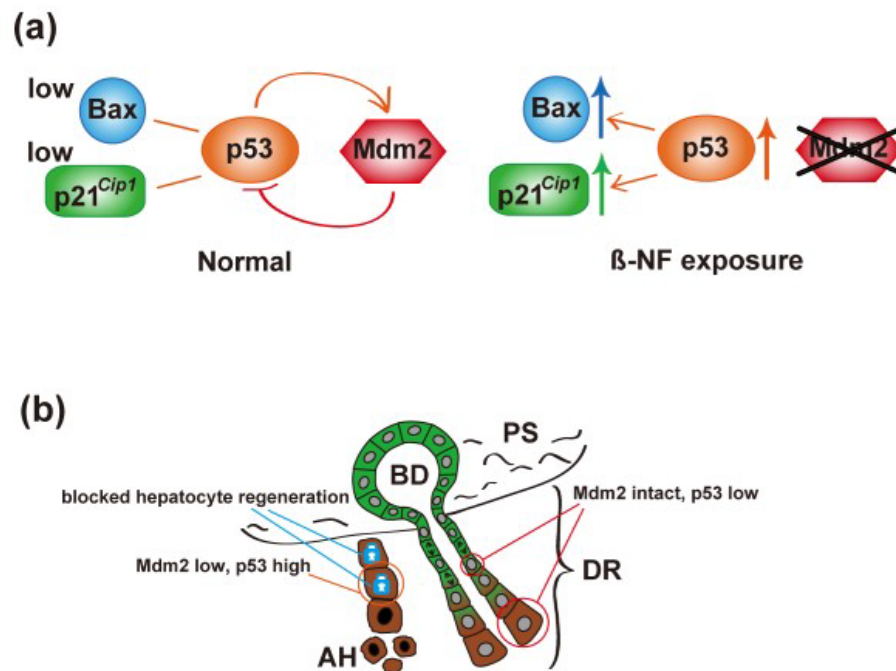 (a)
low
Bax
low
p21Cip1
p53
Mdm2
Normal
Bax
p21Cip1
p53
Mdm2
ß-NF exposure
(b)
PS
BD
blocked hepatocyte regeneration
Mdm2 intact, p53 low
Mdm2 low, p53 high
DR
AH